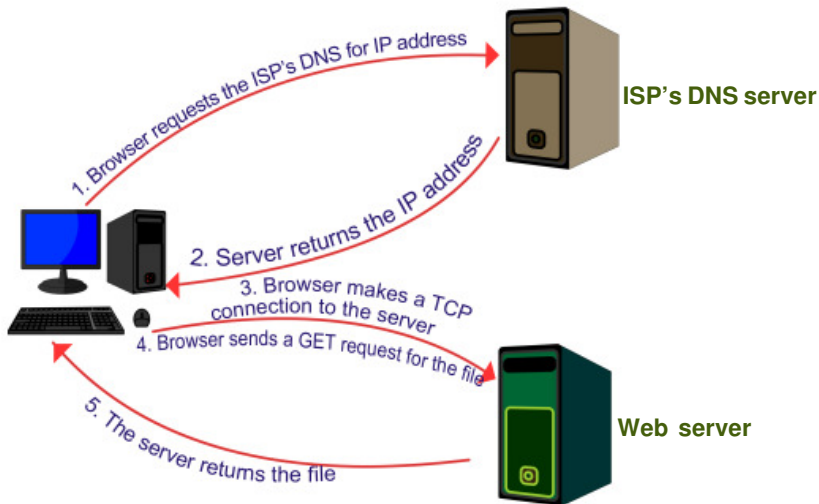 1. Browser requests the ISP's DNS for IP address
ISP's DNS server
2. Server returns the IP address
3. Browser makes a TCP
connection to the server
4. Browser sends a GET request for the file
5. The server returns the file
Web server